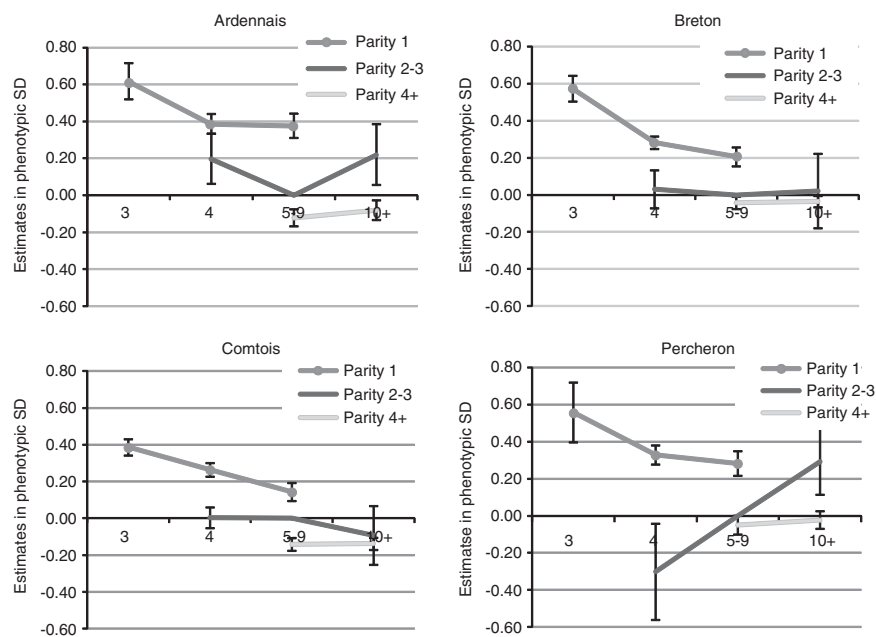 Ardennais
Estimates in phenotypic SD
0.80
0.60
0.40
0.20
0.00
-0.20
-0.40
-0.60
3
4
5-9
10+
Parity 1
Parity 2-3
Parity 4+
Breton
Estimates in phenotypic SD
0.80
0.60
0.40
0.20
0.00
-0.20
-0.40
-0.60
3
4
5-9
10+
Parity 1
Parity 2-3
Parity 4+
Comtois
Estimates in phenotypic SD
0.80
0.60
0.40
0.20
0.00
-0.20
-0.40
-0.60
3
4
5-9
10+
Parity 1
Parity 2-3
Parity 4+
Percheron
Estimatse in phenotypic SD
0.80
0.60
0.40
0.20
0.00
-0.20
-0.40
-0.60
3
4
5-9
10+
Parity 1
Parity 2-3
Parity 4+